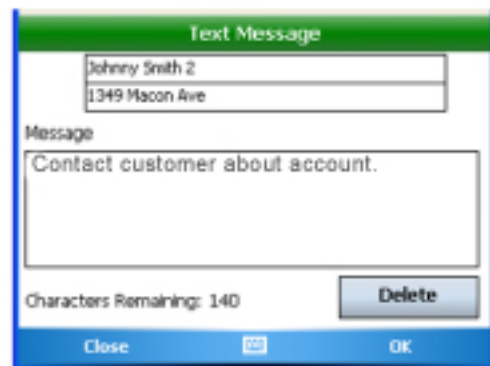 Text Message
Johnny Smith 2
1349 Macon Ave
Message
Contact customer about account.
Characters Remaining: 140
Delete
Close
OK